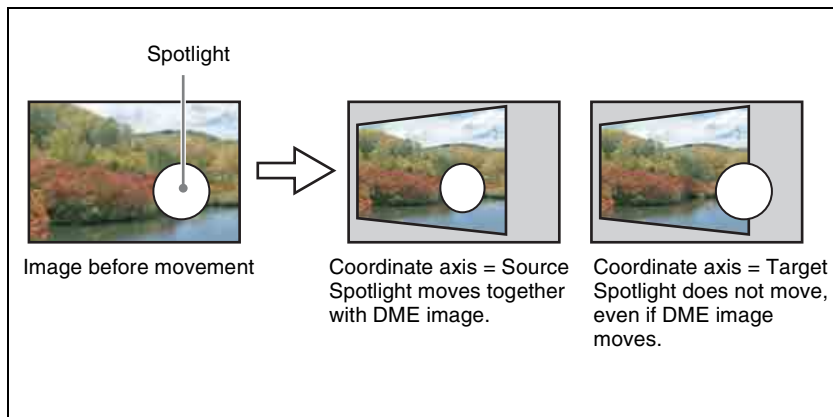 Spotlight
Image before movement
Coordinate axis = Source
Spotlight moves together
with DME image.
Coordinate axis = Target
Spotlight does not move,
even if DME image
moves.